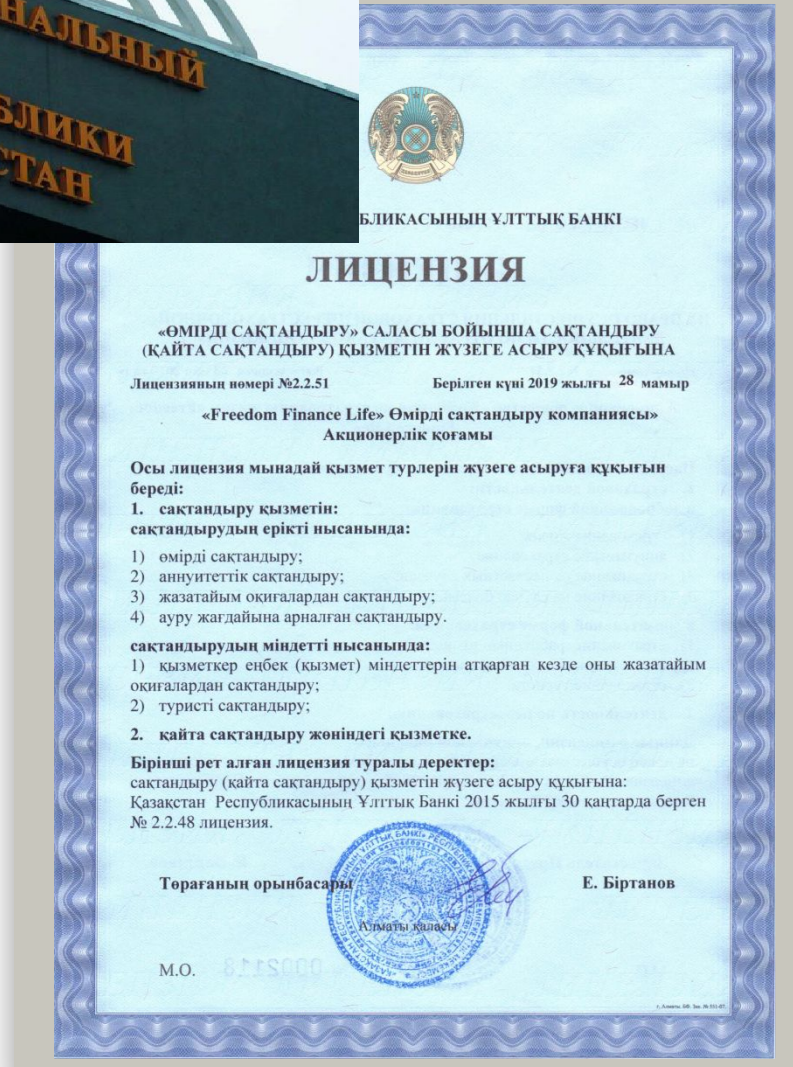 НАЛЬНЫЙ
БЛИКИ
СТАН
БЛИКАСЫНЫҢ ҰЛТТЫҚ БАНКІ
ЛИЦЕНЗИЯ
«ӨМІРДІ САҚТАНДЫРУ» САЛАСЫ БОЙЫНША САҚТАНДЫРУ
(ҚАЙТА САҚТАНДЫРУ) ҚЫЗМЕТІН ЖҮЗЕГЕ АСЫРУ ҚҰҚЫҒЫНА
Лицензияның нөмері №2.2.51 Берілген күні 2019 жылғы 28 мамыр
«Freedom Finance Life» Өмірді сақтандыру компаниясы»
Акционерлік қоғамы
Осы лицензия мынадай қызмет түрлерін жүзеге асыруға құқығын
береді:
1. сақтандыру қызметін:
сақтандырудың ерікті нысанында:
1) өмірді сақтандыру;
2) аннуитеттік сақтандыру;
3) жазатайым оқиғалардан сақтандыру;
4) ауру жағдайына арналған сақтандыру.
сақтандырудың міндетті нысанында:
1) қызметкер еңбек (қызмет) міндеттерін атқарған кезде оны жазатайым
оқиғалардан сақтандыру;
2) туристі сақтандыру;
2. қайта сақтандыру жөніндегі қызметке.
Бірінші рет алған лицензия туралы деректер:
сақтандыру (қайта сақтандыру) қызметін жүзеге асыру құқығына:
Қазақстан Республикасының Ұлттық Банкі 2015 жылғы 30 қаңтарда берген
№ 2.2.48 лицензия.
Төрағаның орынбасары Е. Біртанов
Алматы қаласы
М.О.